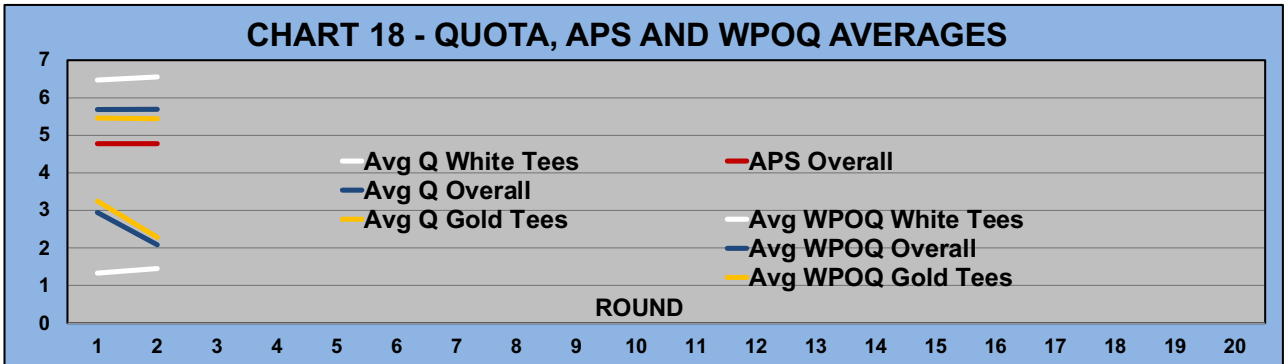 CHART 18 - QUOTA, APS AND WPOQ AVERAGES
7
6
5
4
3
2
1
0
Avg Q White Tees
APS Overall
Avg Q Overall
Avg Q Gold Tees
Avg WPOQ White Tees
Avg WPOQ Overall
Avg WPOQ Gold Tees
ROUND
1 2 3 4 5 6 7 8 9 10 11 12 13 14 15 16 17 18 19 20